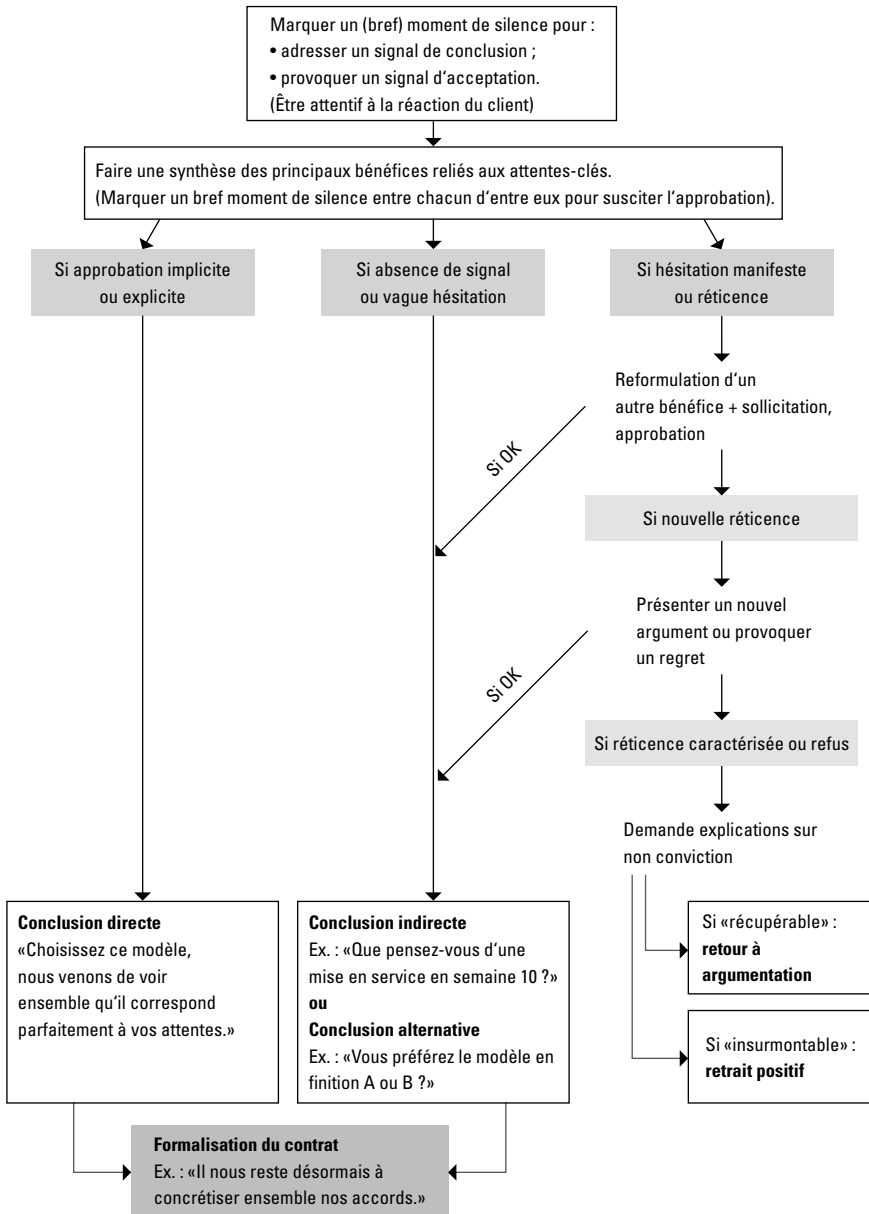 Marquer un (bref) moment de silence pour :
• adresser un signal de conclusion ;
• provoquer un signal d‘acceptation.
(Être attentif à la réaction du client)
Faire une synthèse des principaux bénéfices reliés aux attentes-clés.
(Marquer un bref moment de silence entre chacun d‘entre eux pour susciter l‘approbation).
Si approbation implicite
ou explicite
Si absence de signal
ou vague hésitation
Si hésitation manifeste
ou réticence
Reformulation d‘un
autre bénéfice + sollicitation,
approbation
Si OK
Si nouvelle réticence
Présenter un nouvel
argument ou provoquer
un regret
Si OK
Si réticence caractérisée ou refus
Demande explications sur
non conviction
Conclusion directe
«Choisissez ce modèle,
nous venons de voir
ensemble qu‘il correspond
parfaitement à vos attentes.»
Conclusion indirecte
Ex. : «Que pensez-vous d‘une
mise en service en semaine 10 ?»
ou
Conclusion alternative
Ex. : «Vous préférez le modèle en
finition A ou B ?»
Si «récupérable» :
retour à
argumentation
Si «insurmontable» :
retrait positif
Formalisation du contrat
Ex. : «Il nous reste désormais à
concrétiser ensemble nos accords.»